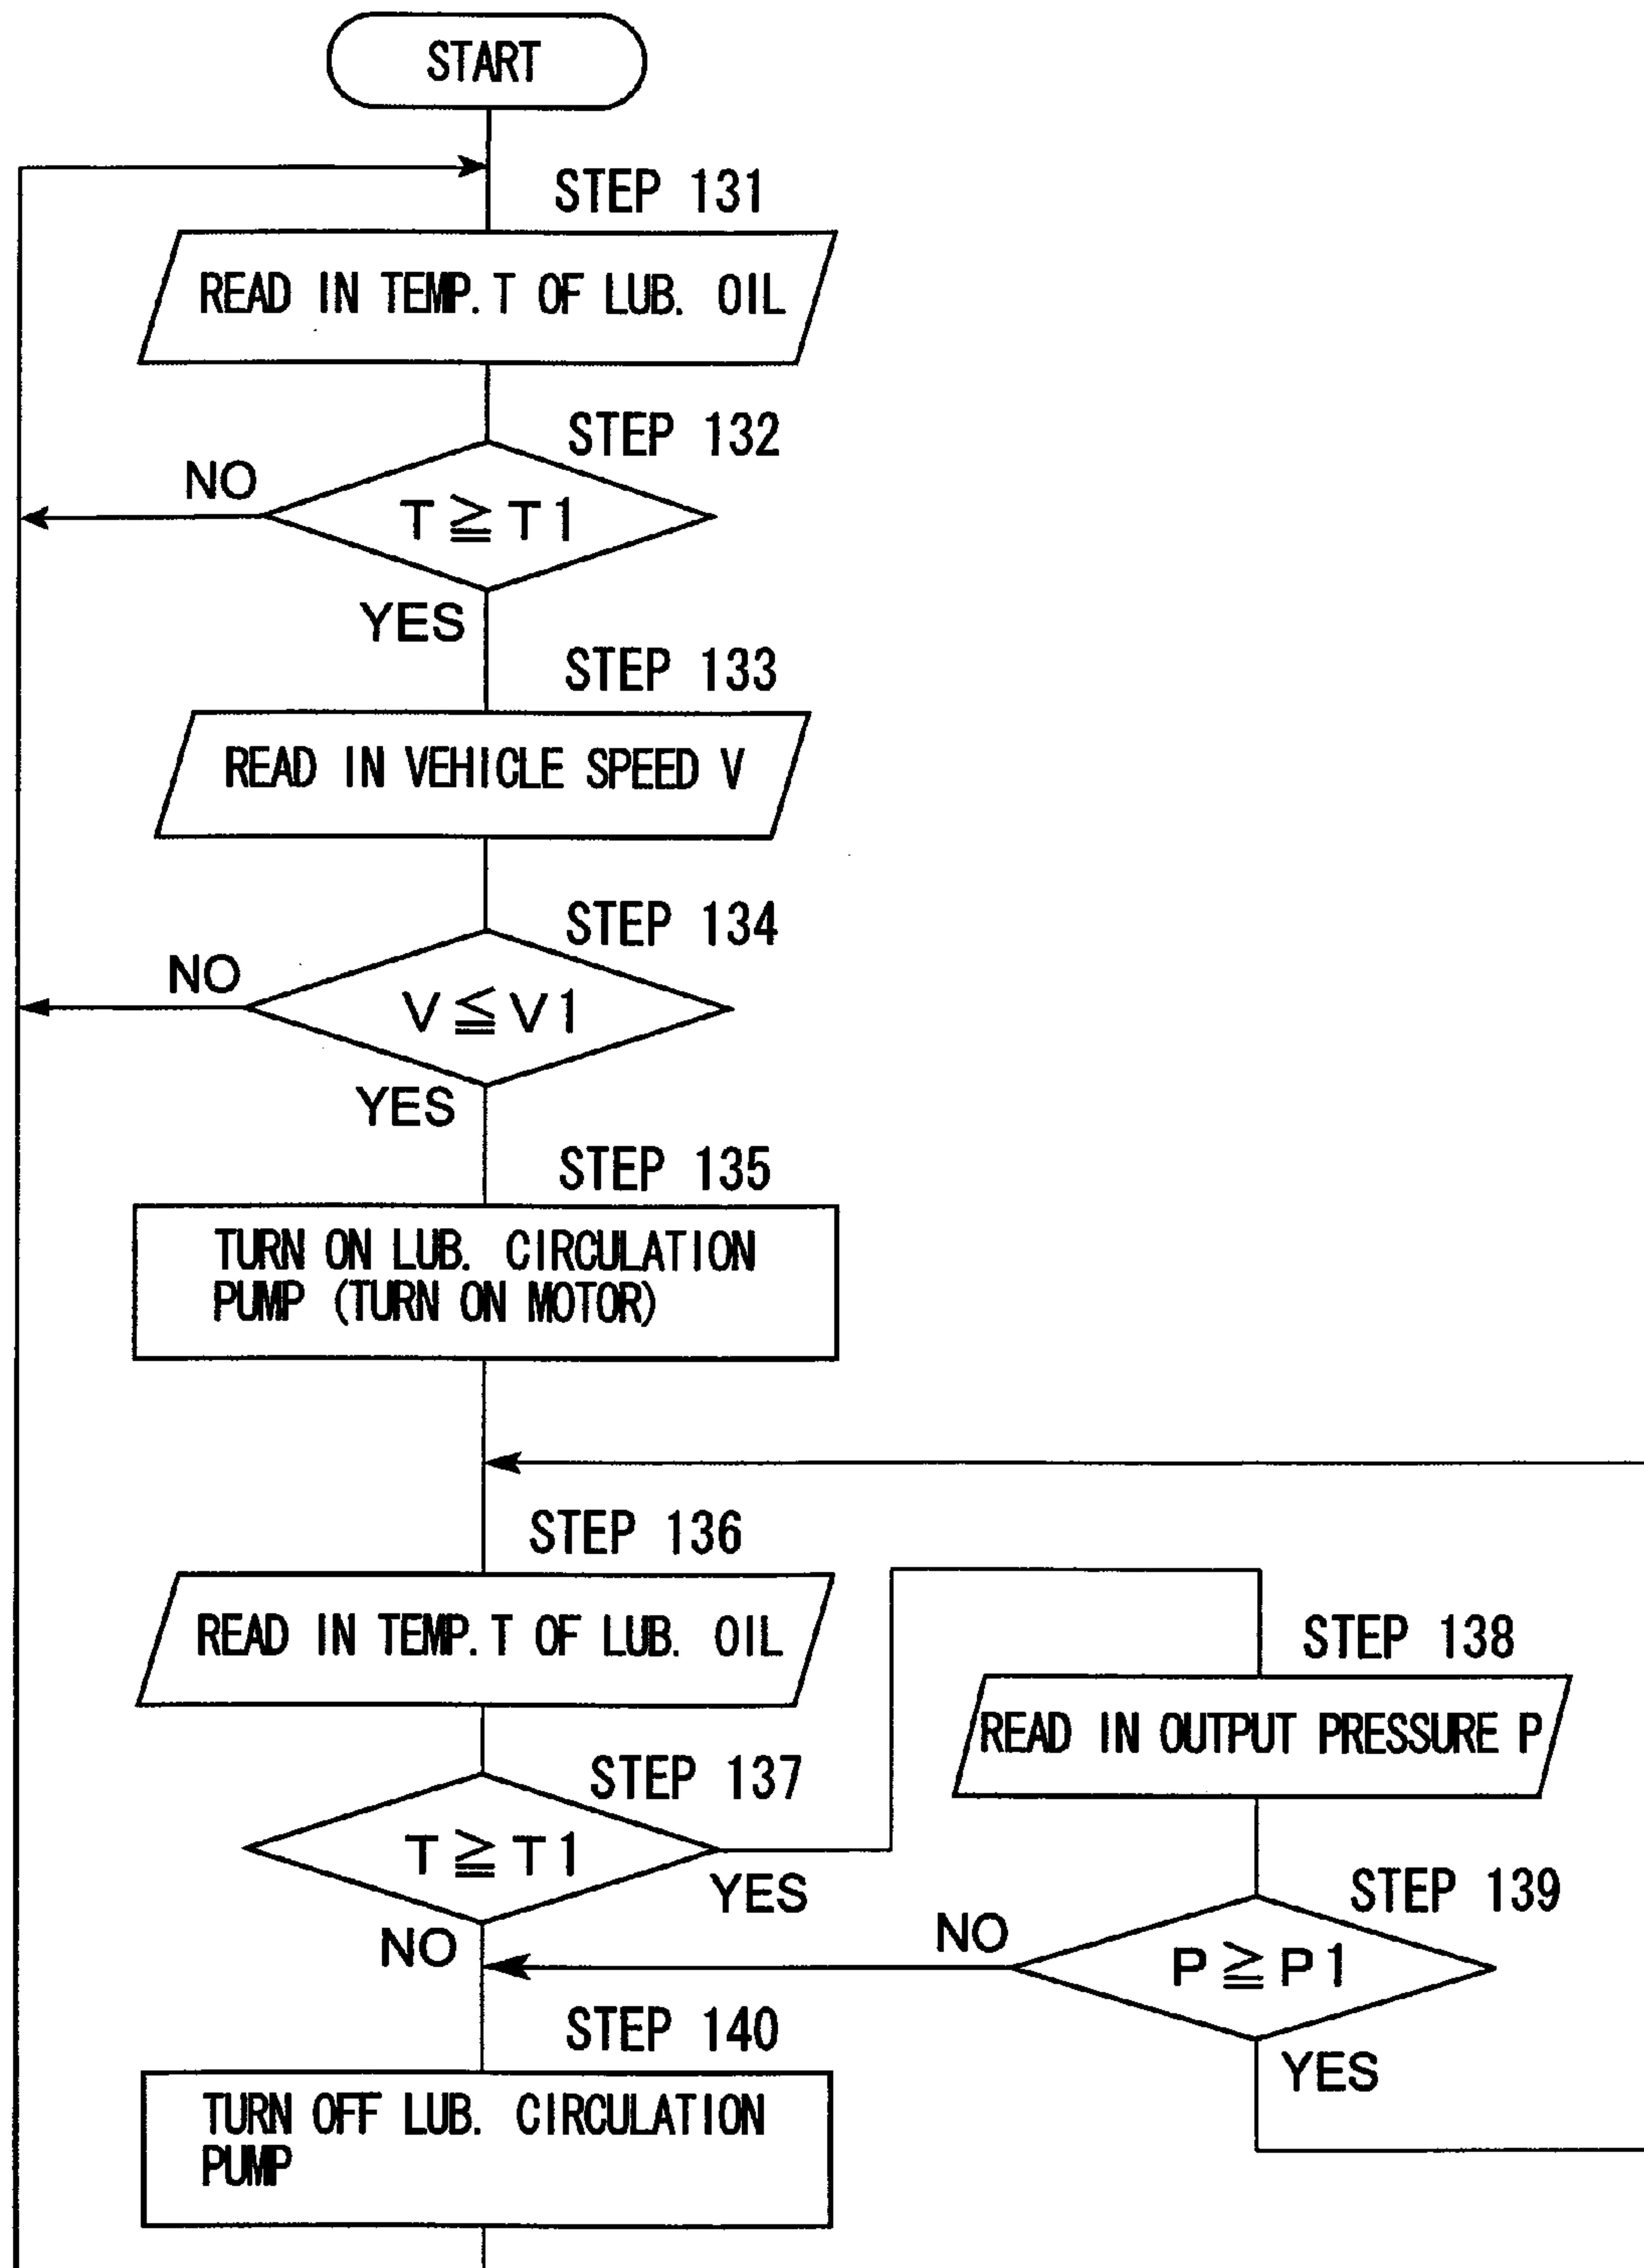 START
STEP 131
READ IN TEMP. T OF LUB. OIL
STEP 132
NO
T ≧ T1
YES
STEP 133
READ IN VEHICLE SPEED V
STEP 134
NO
V ≦ V1
YES
STEP 135
TURN ON LUB. CIRCULATION
PUMP (TURN ON MOTOR)
STEP 136
READ IN TEMP. T OF LUB. OIL
STEP 137
T ≧ T1
YES
NO
STEP 138
READ IN OUTPUT PRESSURE P
STEP 139
NO
P ≧ P1
YES
STEP 140
TURN OFF LUB. CIRCULATION
PUMP